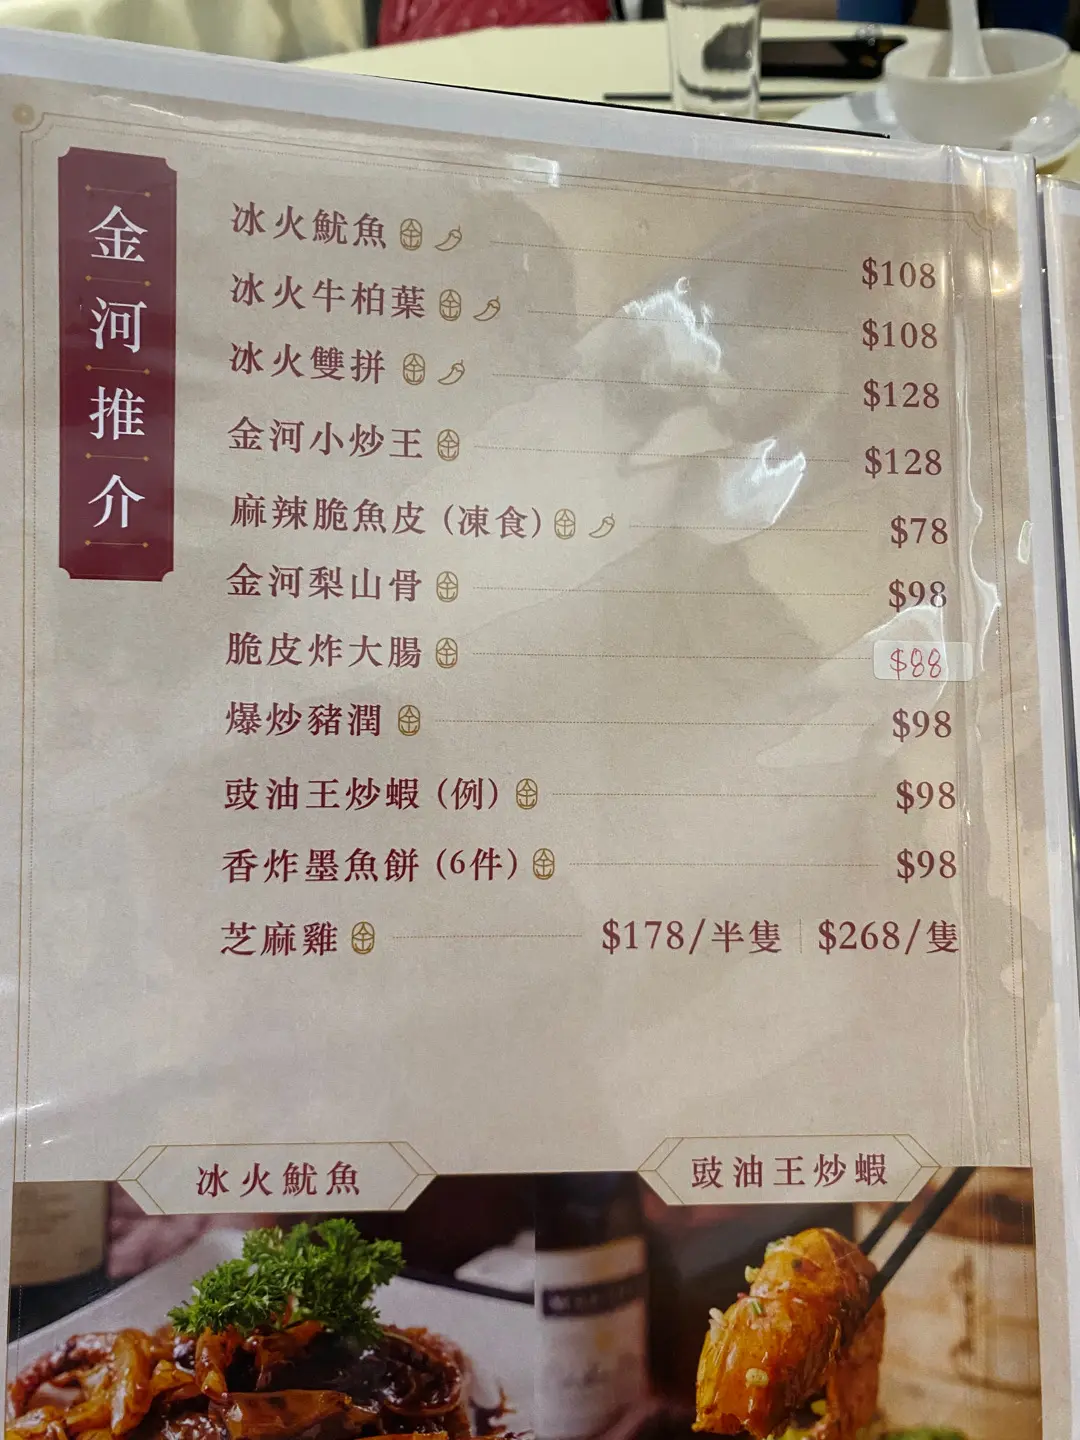 金河推介
冰火魷魚 $108
冰火牛柏葉 $108
冰火雙拼 $128
金河小炒王 $128
麻辣脆魚皮 (凍食) $78
金河梨山骨 $98
脆皮炸大腸 $88
爆炒豬潤 $98
豉油王炒蝦 (例) $98
香炸墨魚餅 (6件) $98
芝麻雞 $178/半隻 $268/隻
冰火魷魚
豉油王炒蝦